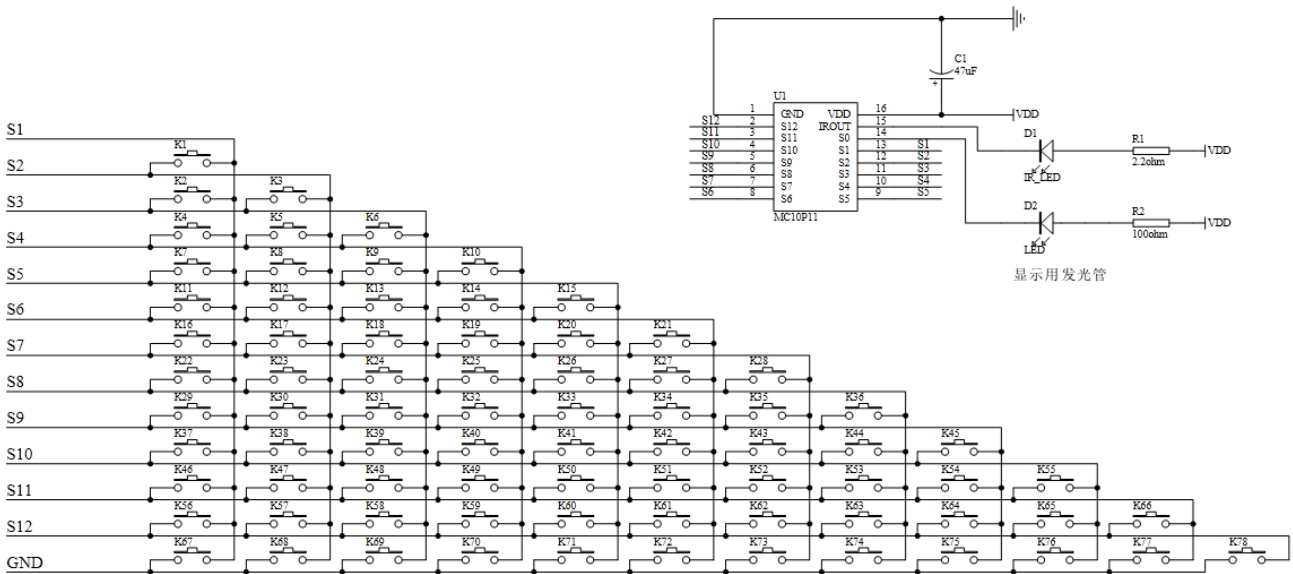 C1
47uF
U1
1 GND VDD 16 VDD
S12 2 S12 IROUT 15
S11 3 S11 S0 14
S10 4 S10 S1 13 S1
S9 5 S9 S2 12 S2
S8 6 S8 S3 11 S3
S7 7 S7 S4 10 S4
S6 8 S6 S5 9 S5
MC10P11
D1 R1
VDD
IR_LED 2.2ohm
D2 R2
VDD
LED 100ohm
显示用发光管
S1
K1
S2
K2 K3
S3
K4 K5 K6
S4
K7 K8 K9 K10
S5
K11 K12 K13 K14 K15
S6
K16 K17 K18 K19 K20 K21
S7
K22 K23 K24 K25 K26 K27 K28
S8
K29 K30 K31 K32 K33 K34 K35 K36
S9
K37 K38 K39 K40 K41 K42 K43 K44 K45
S10
K46 K47 K48 K49 K50 K51 K52 K53 K54 K55
S11
K56 K57 K58 K59 K60 K61 K62 K63 K64 K65 K66
S12
K67 K68 K69 K70 K71 K72 K73 K74 K75 K76 K77 K78
GND